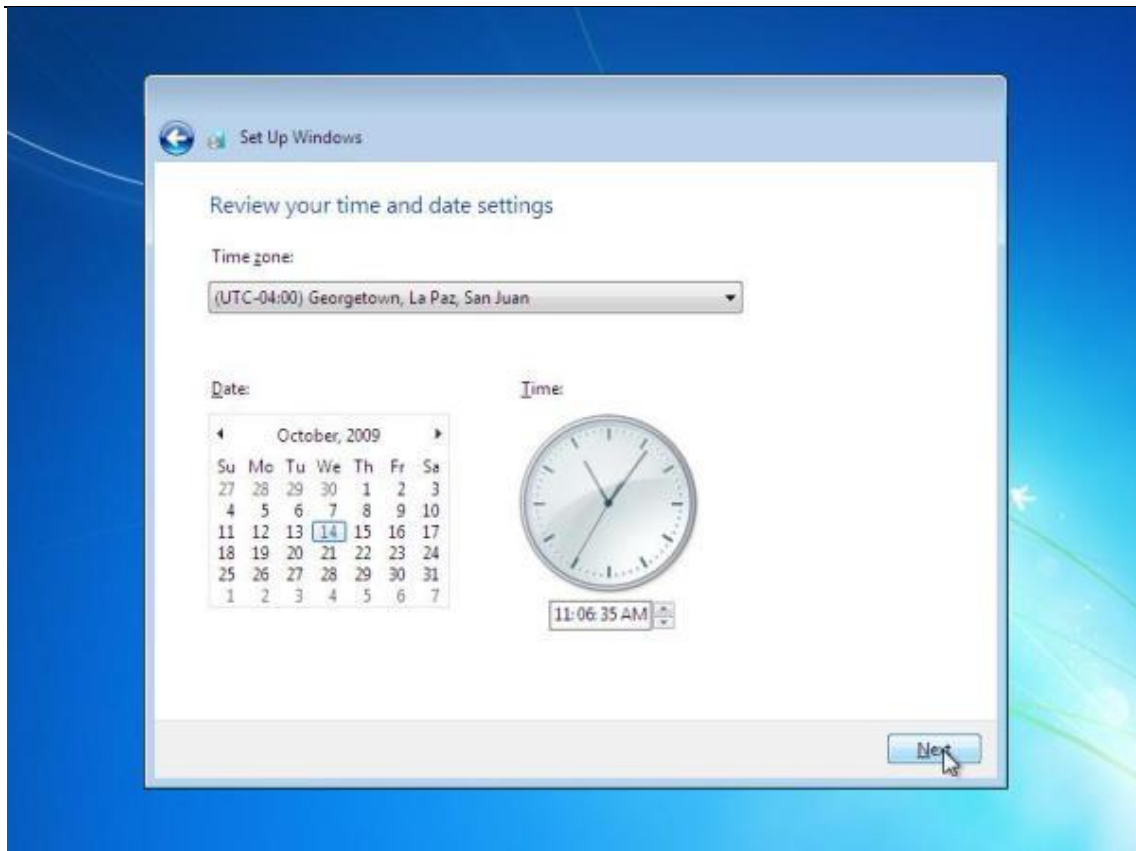 Set Up Windows
Review your time and date settings
Time zone:
(UTC-04:00) Georgetown, La Paz, San Juan
Date:
Time:
October, 2009
Su Mo Tu We Th Fr Sa
27 28 29 30 1 2 3
4 5 6 7 8 9 10
11 12 13 14 15 16 17
18 19 20 21 22 23 24
25 26 27 28 29 30 31
1 2 3 4 5 6 7
11:06:35 AM
Next